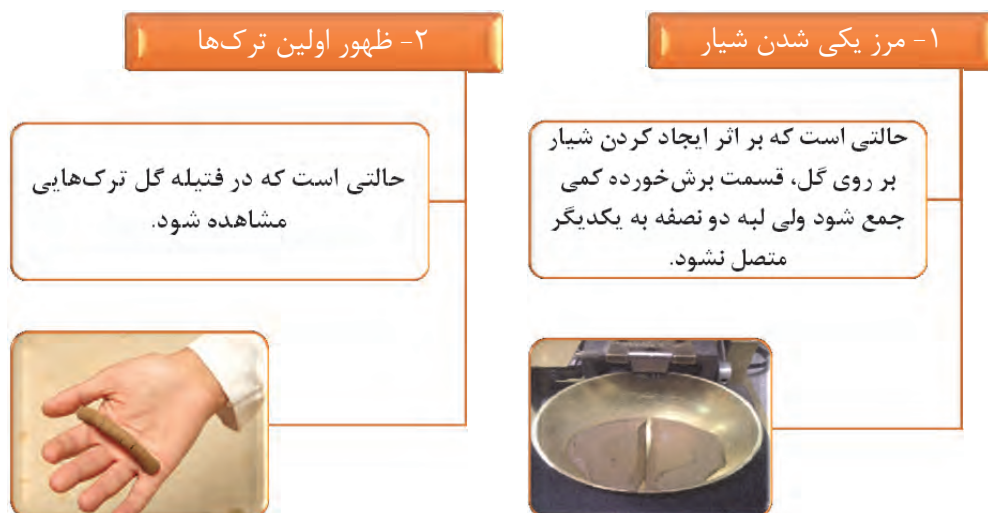 ۱- مرز یکی شدن شیار
حالتی است که بر اثر ایجاد کردن شیار
بر روی گل، قسمت برش‌خورده کمی
جمع شود ولی لبه دو نصفه به یکدیگر
متصل نشود.
۲- ظهور اولین ترک‌ها
حالتی است که در فتیله گل ترک‌هایی
مشاهده شود.